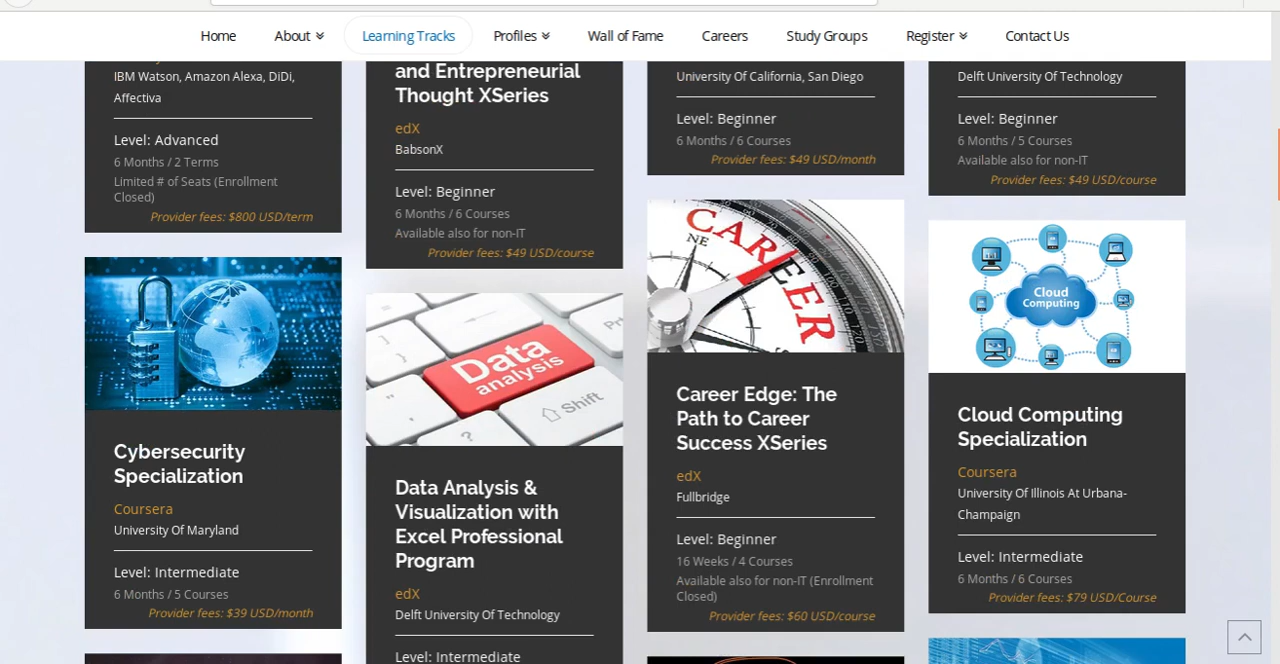 Home
About
Learning Tracks
Profiles
Wall of Fame
Careers
Study Groups
Register
Contact Us
IBM Watson, Amazon Alexa, DiDi,
Affectiva
Level: Advanced
6 Months / 2 Terms
Limited # of Seats (Enrollment
Closed)
Provider fees: $800 USD/term
Cybersecurity
Specialization
Coursera
University Of Maryland
Level: Intermediate
6 Months / 5 Courses
Provider fees: $39 USD/month
and Entrepreneurial
Thought XSeries
edX
BabsonX
Level: Beginner
6 Months / 6 Courses
Available also for non-IT
Provider fees: $49 USD/course
Data
analysis
Shift
Data Analysis &
Visualization with
Excel Professional
Program
edX
Delft University Of Technology
Level: Intermediate
University Of California, San Diego
Level: Beginner
6 Months / 6 Courses
Provider fees: $49 USD/month
CAREER
NE
Career Edge: The
Path to Career
Success XSeries
edX
Fullbridge
Level: Beginner
16 Weeks / 4 Courses
Available also for non-IT (Enrollment
Closed)
Provider fees: $60 USD/course
Delft University Of Technology
Level: Beginner
6 Months / 5 Courses
Available also for non-IT
Provider fees: $49 USD/course
Cloud
Computing
Cloud Computing
Specialization
Coursera
University Of Illinois At Urbana-
Champaign
Level: Intermediate
6 Months / 6 Courses
Provider fees: $79 USD/Course